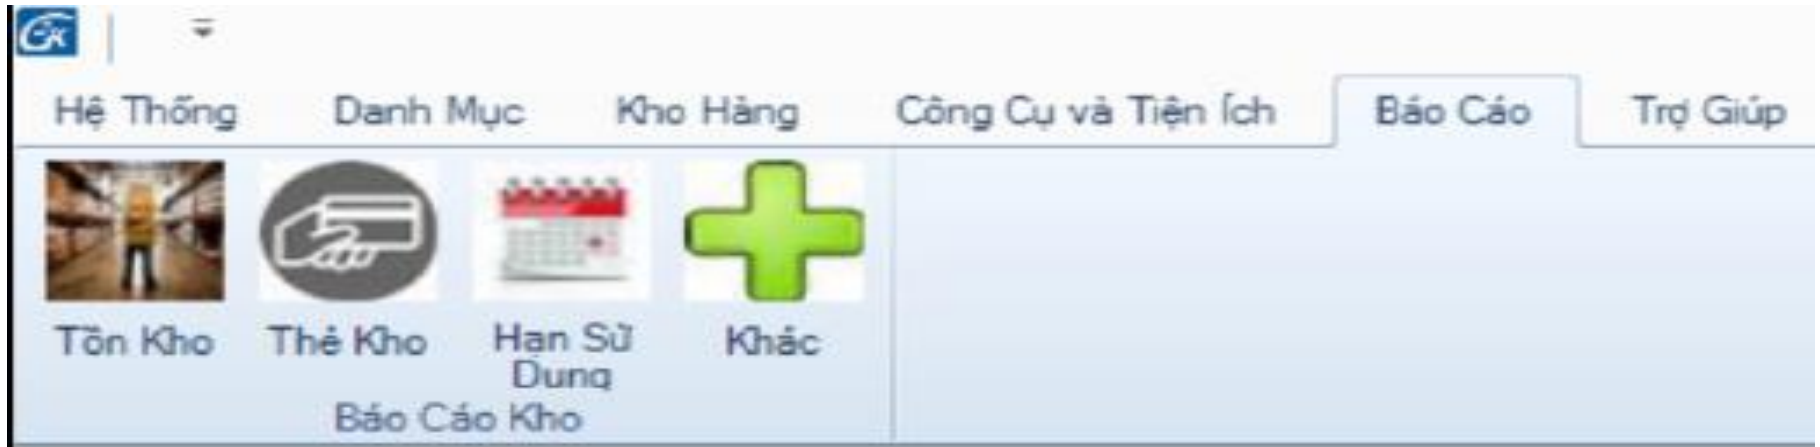 GK
Hệ Thống Danh Mục Kho Hàng Công Cụ và Tiện Ích Báo Cáo Trợ Giúp
Tồn Kho Thẻ Kho Hạn Sử Dụng Khác
Báo Cáo Kho